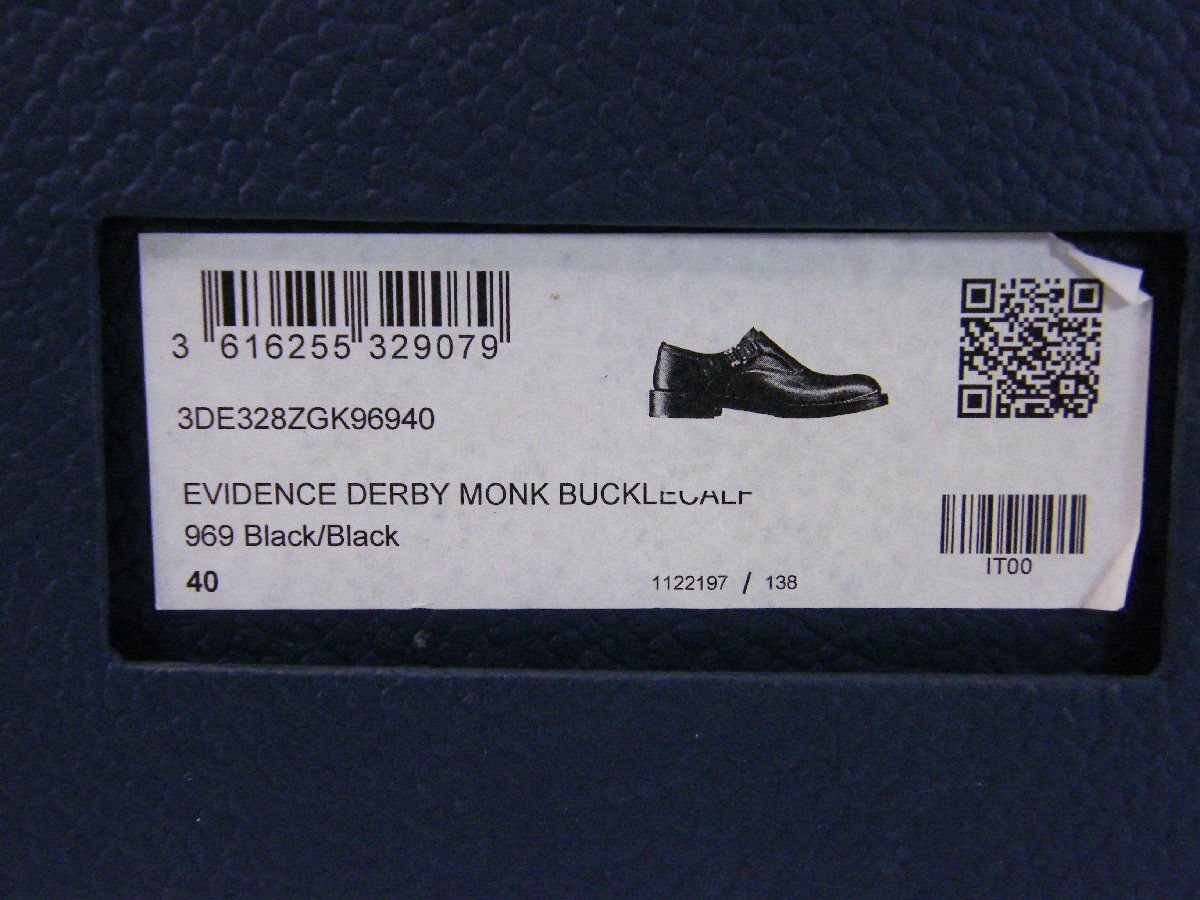 3 616255 329079
3DE328ZGK96940
EVIDENCE DERBY MONK BUCKLECALF
969 Black/Black
40
1122197 / 138
IT00